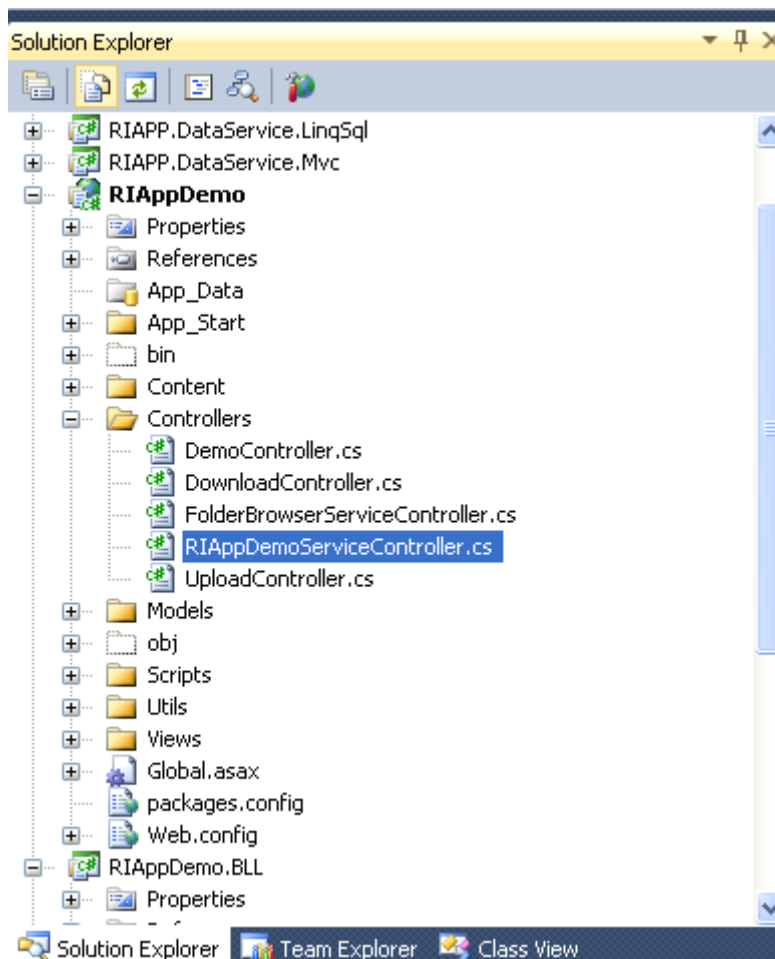 Solution Explorer
RIAPP.DataService.LinqSql
RIAPP.DataService.Mvc
RIAppDemo
Properties
References
App_Data
App_Start
bin
Content
Controllers
DemoController.cs
DownloadController.cs
FolderBrowserServiceController.cs
RIAppDemoServiceController.cs
UploadController.cs
Models
obj
Scripts
Utils
Views
Global.asax
packages.config
Web.config
RIAppDemo.BLL
Properties
Solution Explorer Team Explorer Class View